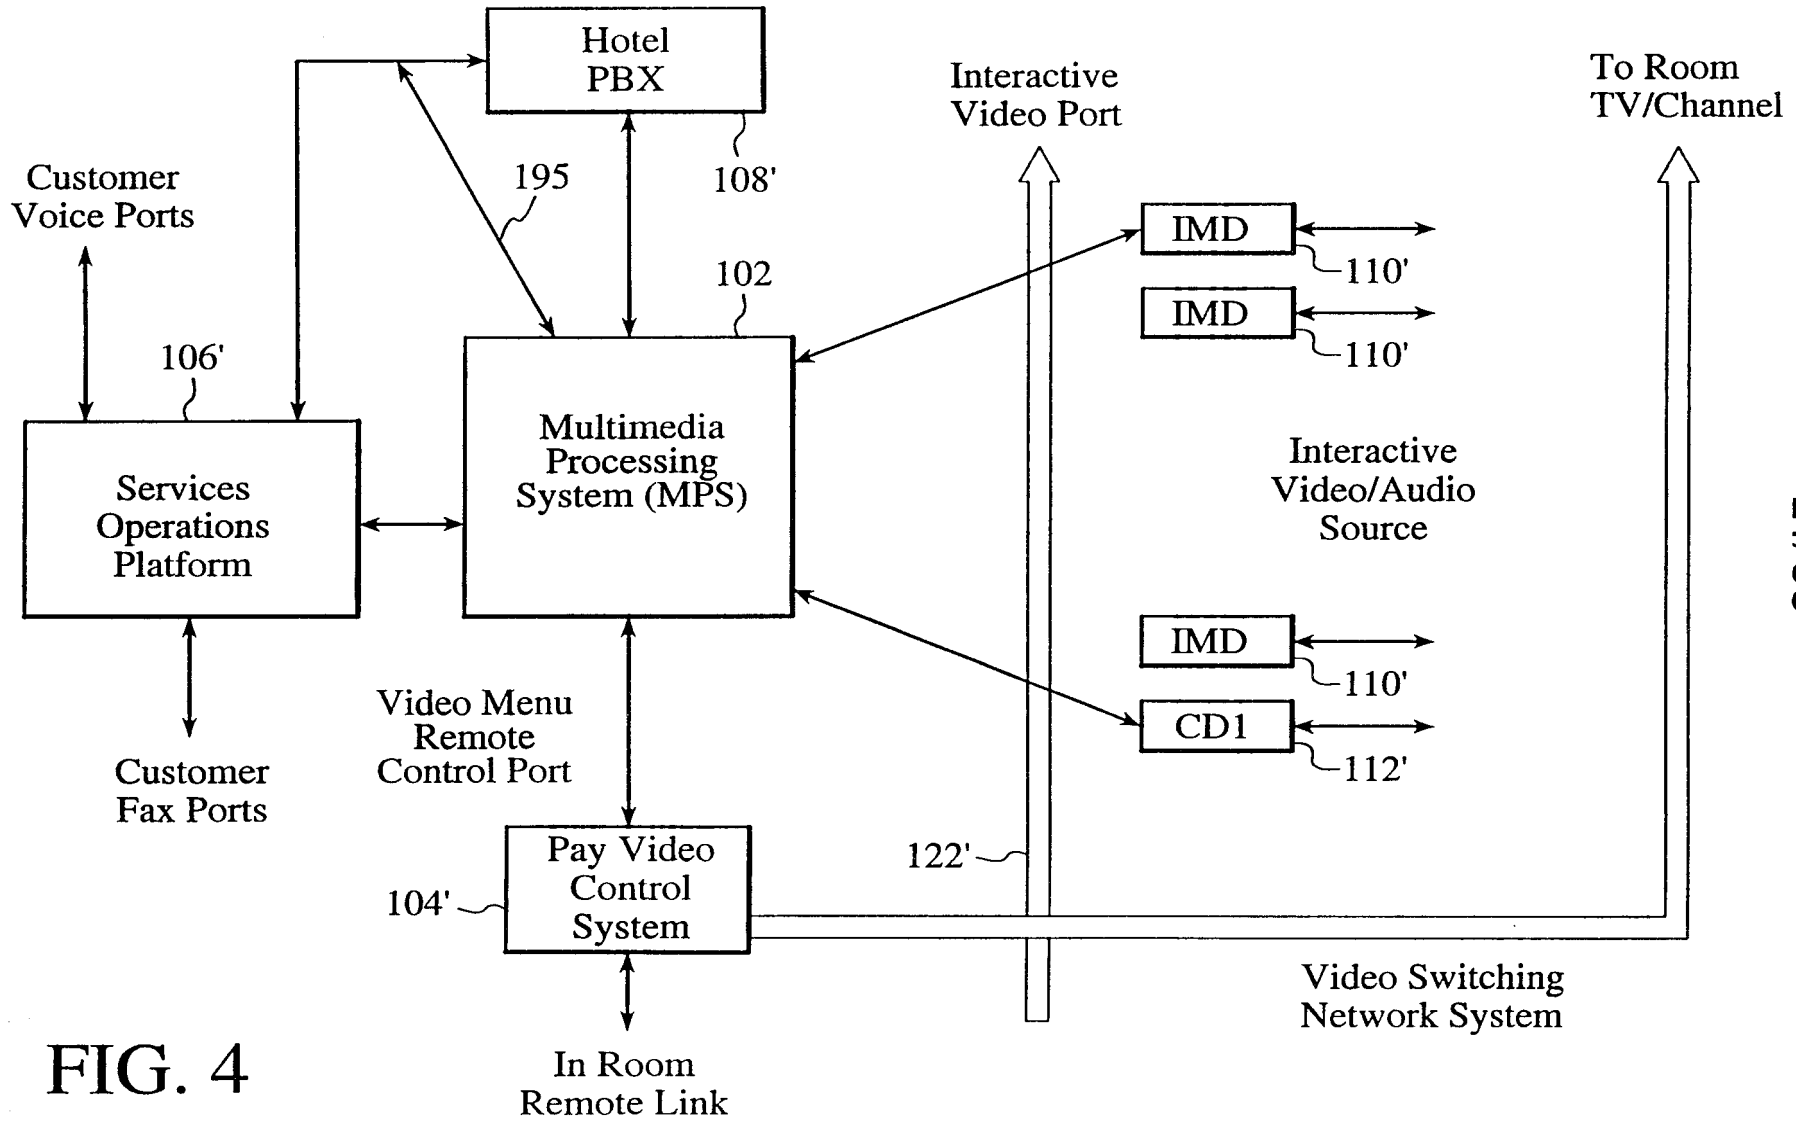 Hotel
PBX
108'
195
Interactive
Video Port
To Room
TV/Channel
Customer
Voice Ports
106'
102
IMD
110'
IMD
110'
Services
Operations
Platform
Multimedia
Processing
System (MPS)
Interactive
Video/Audio
Source
IMD
110'
CD1
112'
Customer
Fax Ports
Video Menu
Remote
Control Port
Pay Video
Control
System
104'
122'
Video Switching
Network System
In Room
Remote Link
FIG. 4